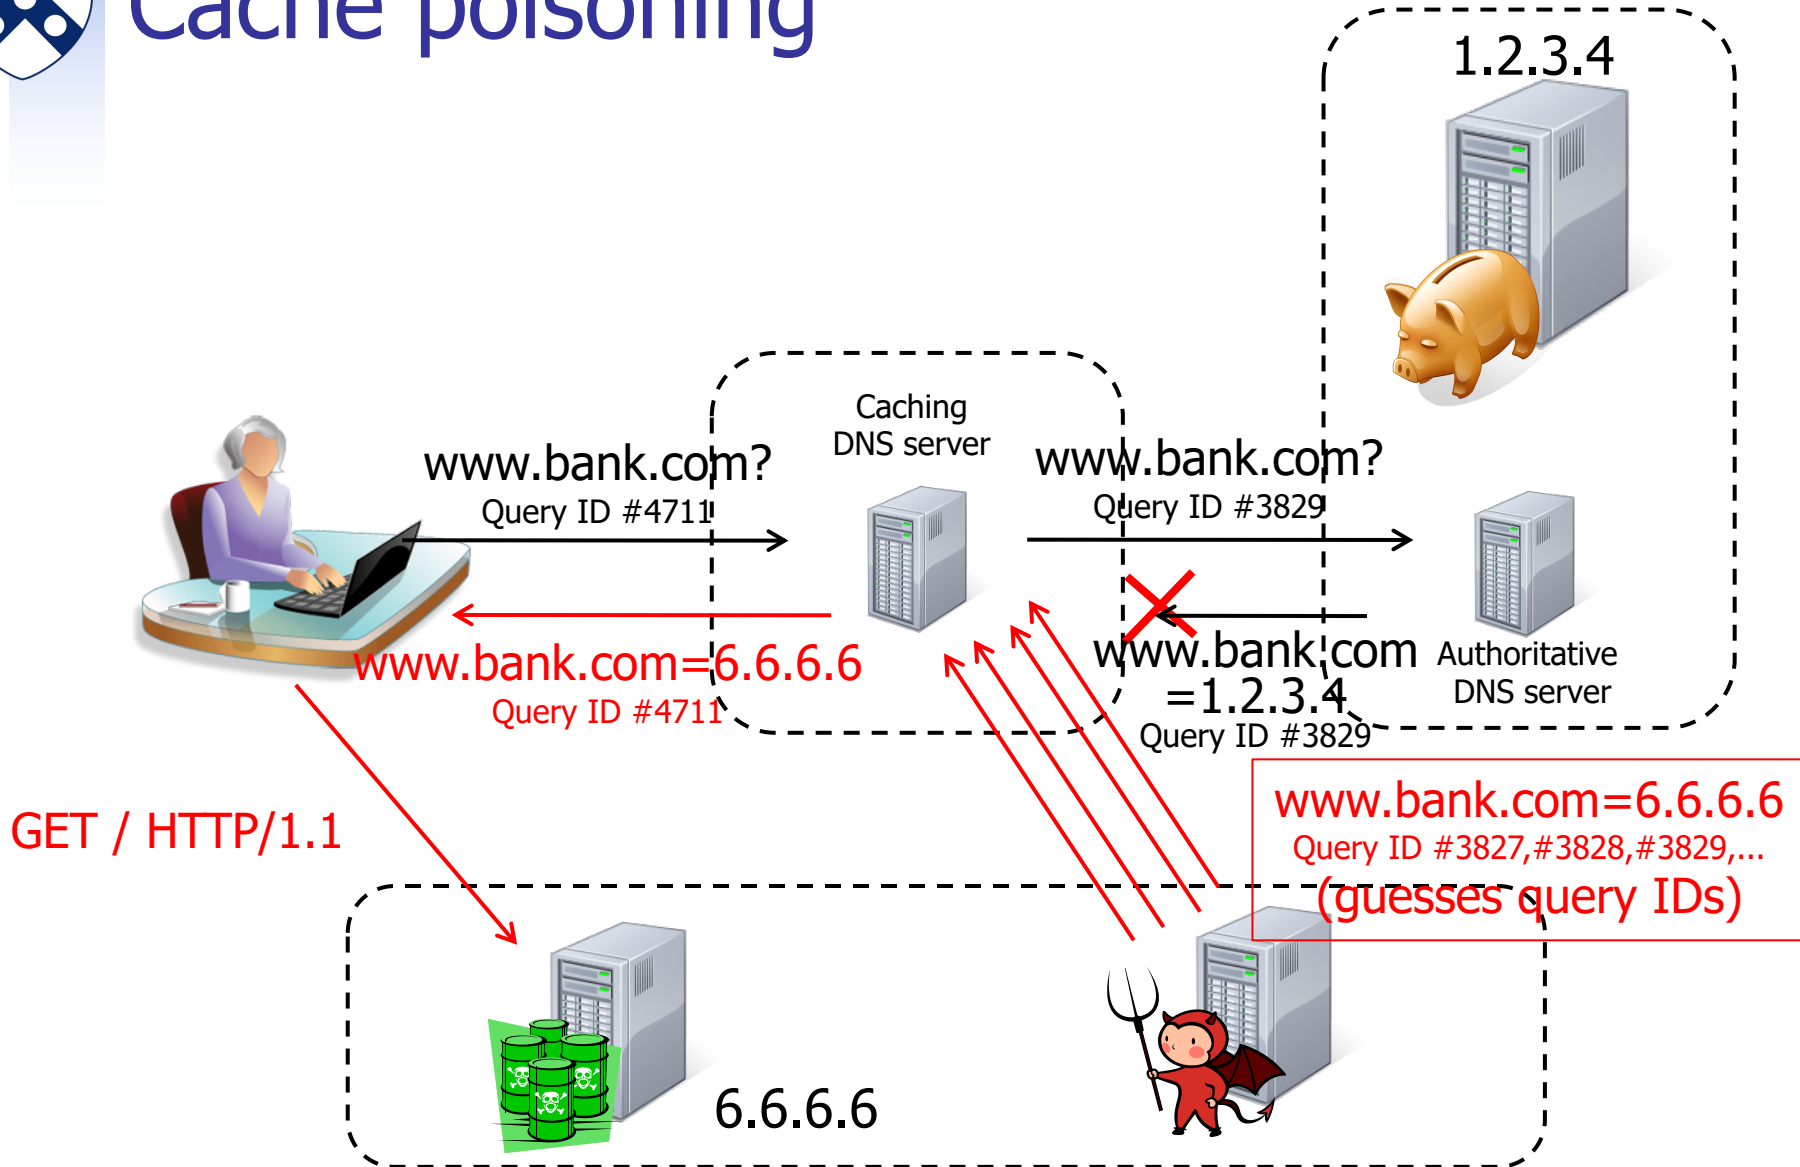 Cache poisoning
1.2.3.4
Caching
DNS server
www.bank.com?
Query ID #4711
www.bank.com?
Query ID #3829
www.bank.com=6.6.6.6
Query ID #4711
www.bank.com
=1.2.3.4
Query ID #3829
Authoritative
DNS server
GET / HTTP/1.1
www.bank.com=6.6.6.6
Query ID #3827,#3828,#3829,...
(guesses query IDs)
6.6.6.6